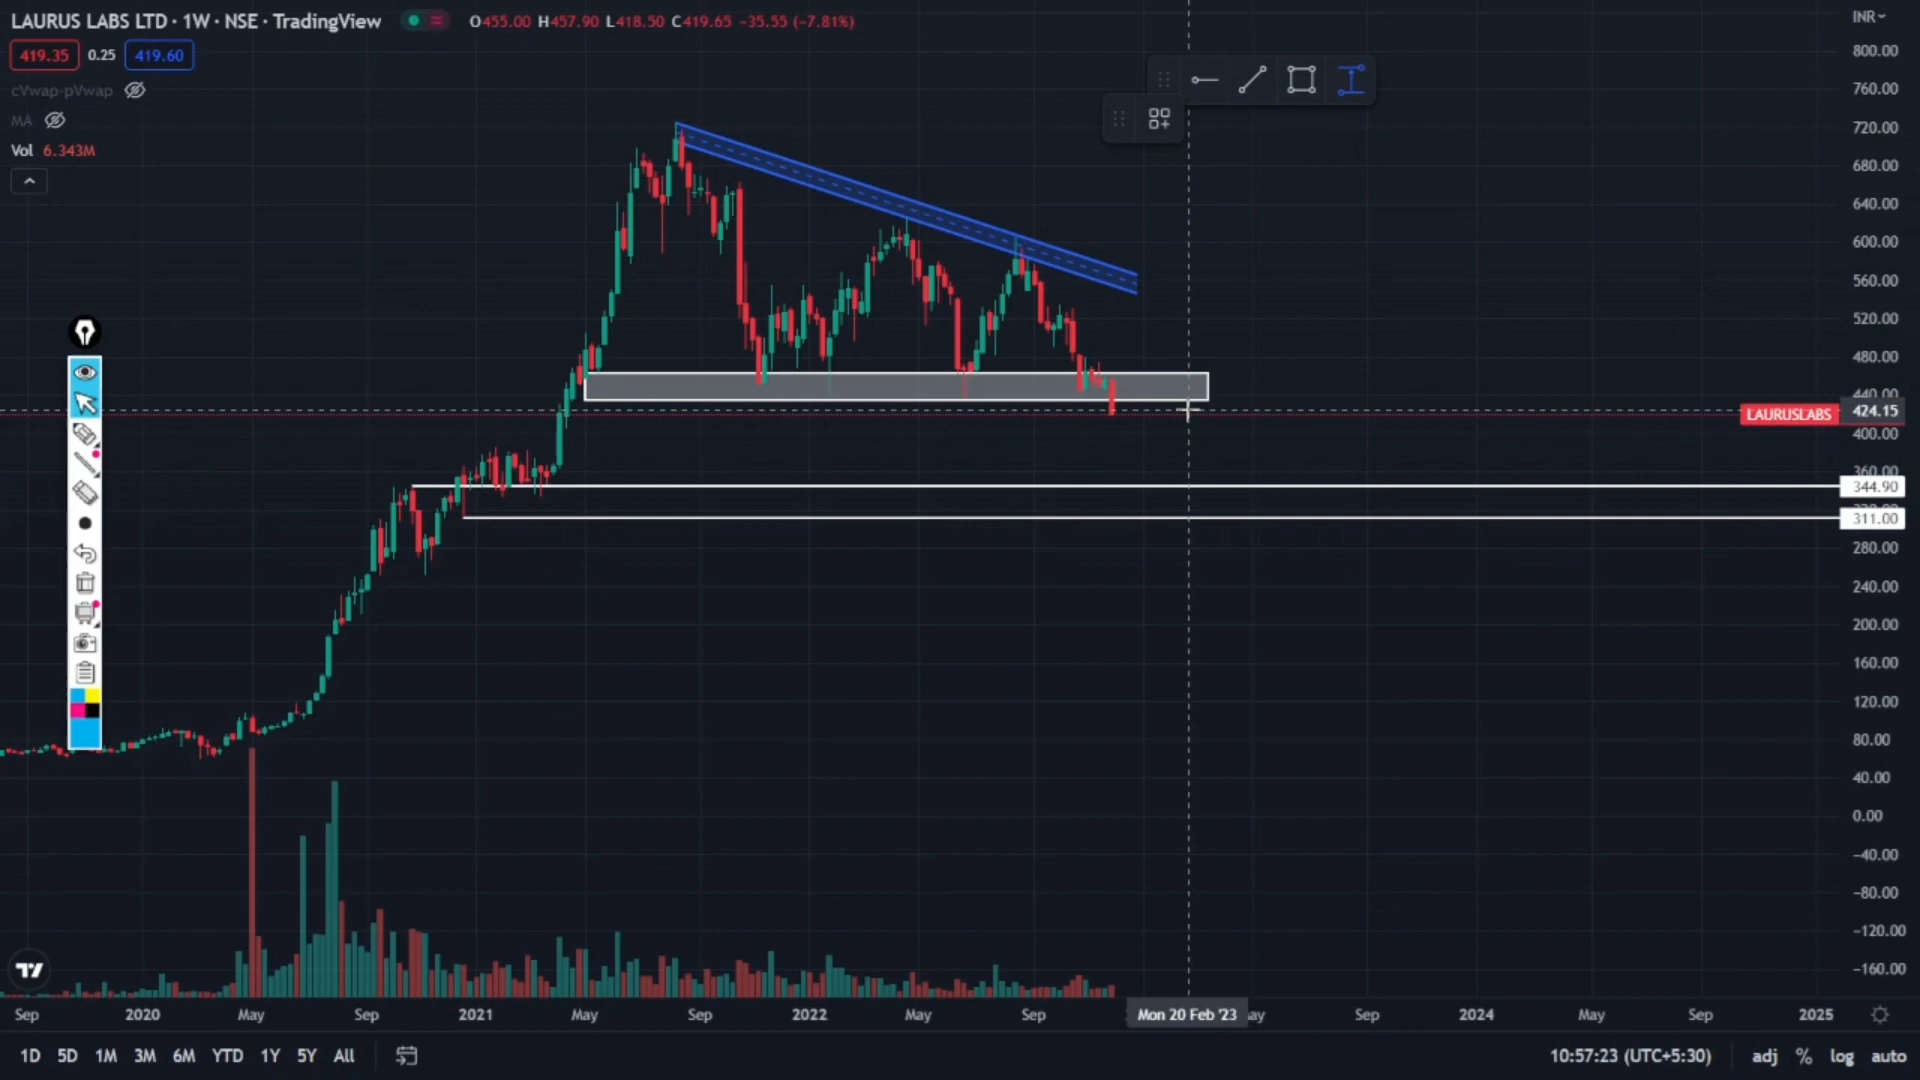 LAURUS LABS LTD · 1W · NSE · TradingView
O455.00 H457.90 L418.50 C419.65 −35.55 (−7.81%)
419.35 0.25 419.60
cVwap-pVwap
MA
Vol 6.343M
INR
800.00
760.00
720.00
680.00
640.00
600.00
560.00
520.00
480.00
440.00
LAURUSLABS 424.15
400.00
360.00
344.90
311.00
280.00
240.00
200.00
160.00
120.00
80.00
40.00
0.00
−40.00
−80.00
−120.00
−160.00
Sep 2020 May Sep 2021 May Sep 2022 May Sep Mon 20 Feb '23 ay Sep 2024 May Sep 2025
1D 5D 1M 3M 6M YTD 1Y 5Y All
10:57:23 (UTC+5:30) adj % log auto